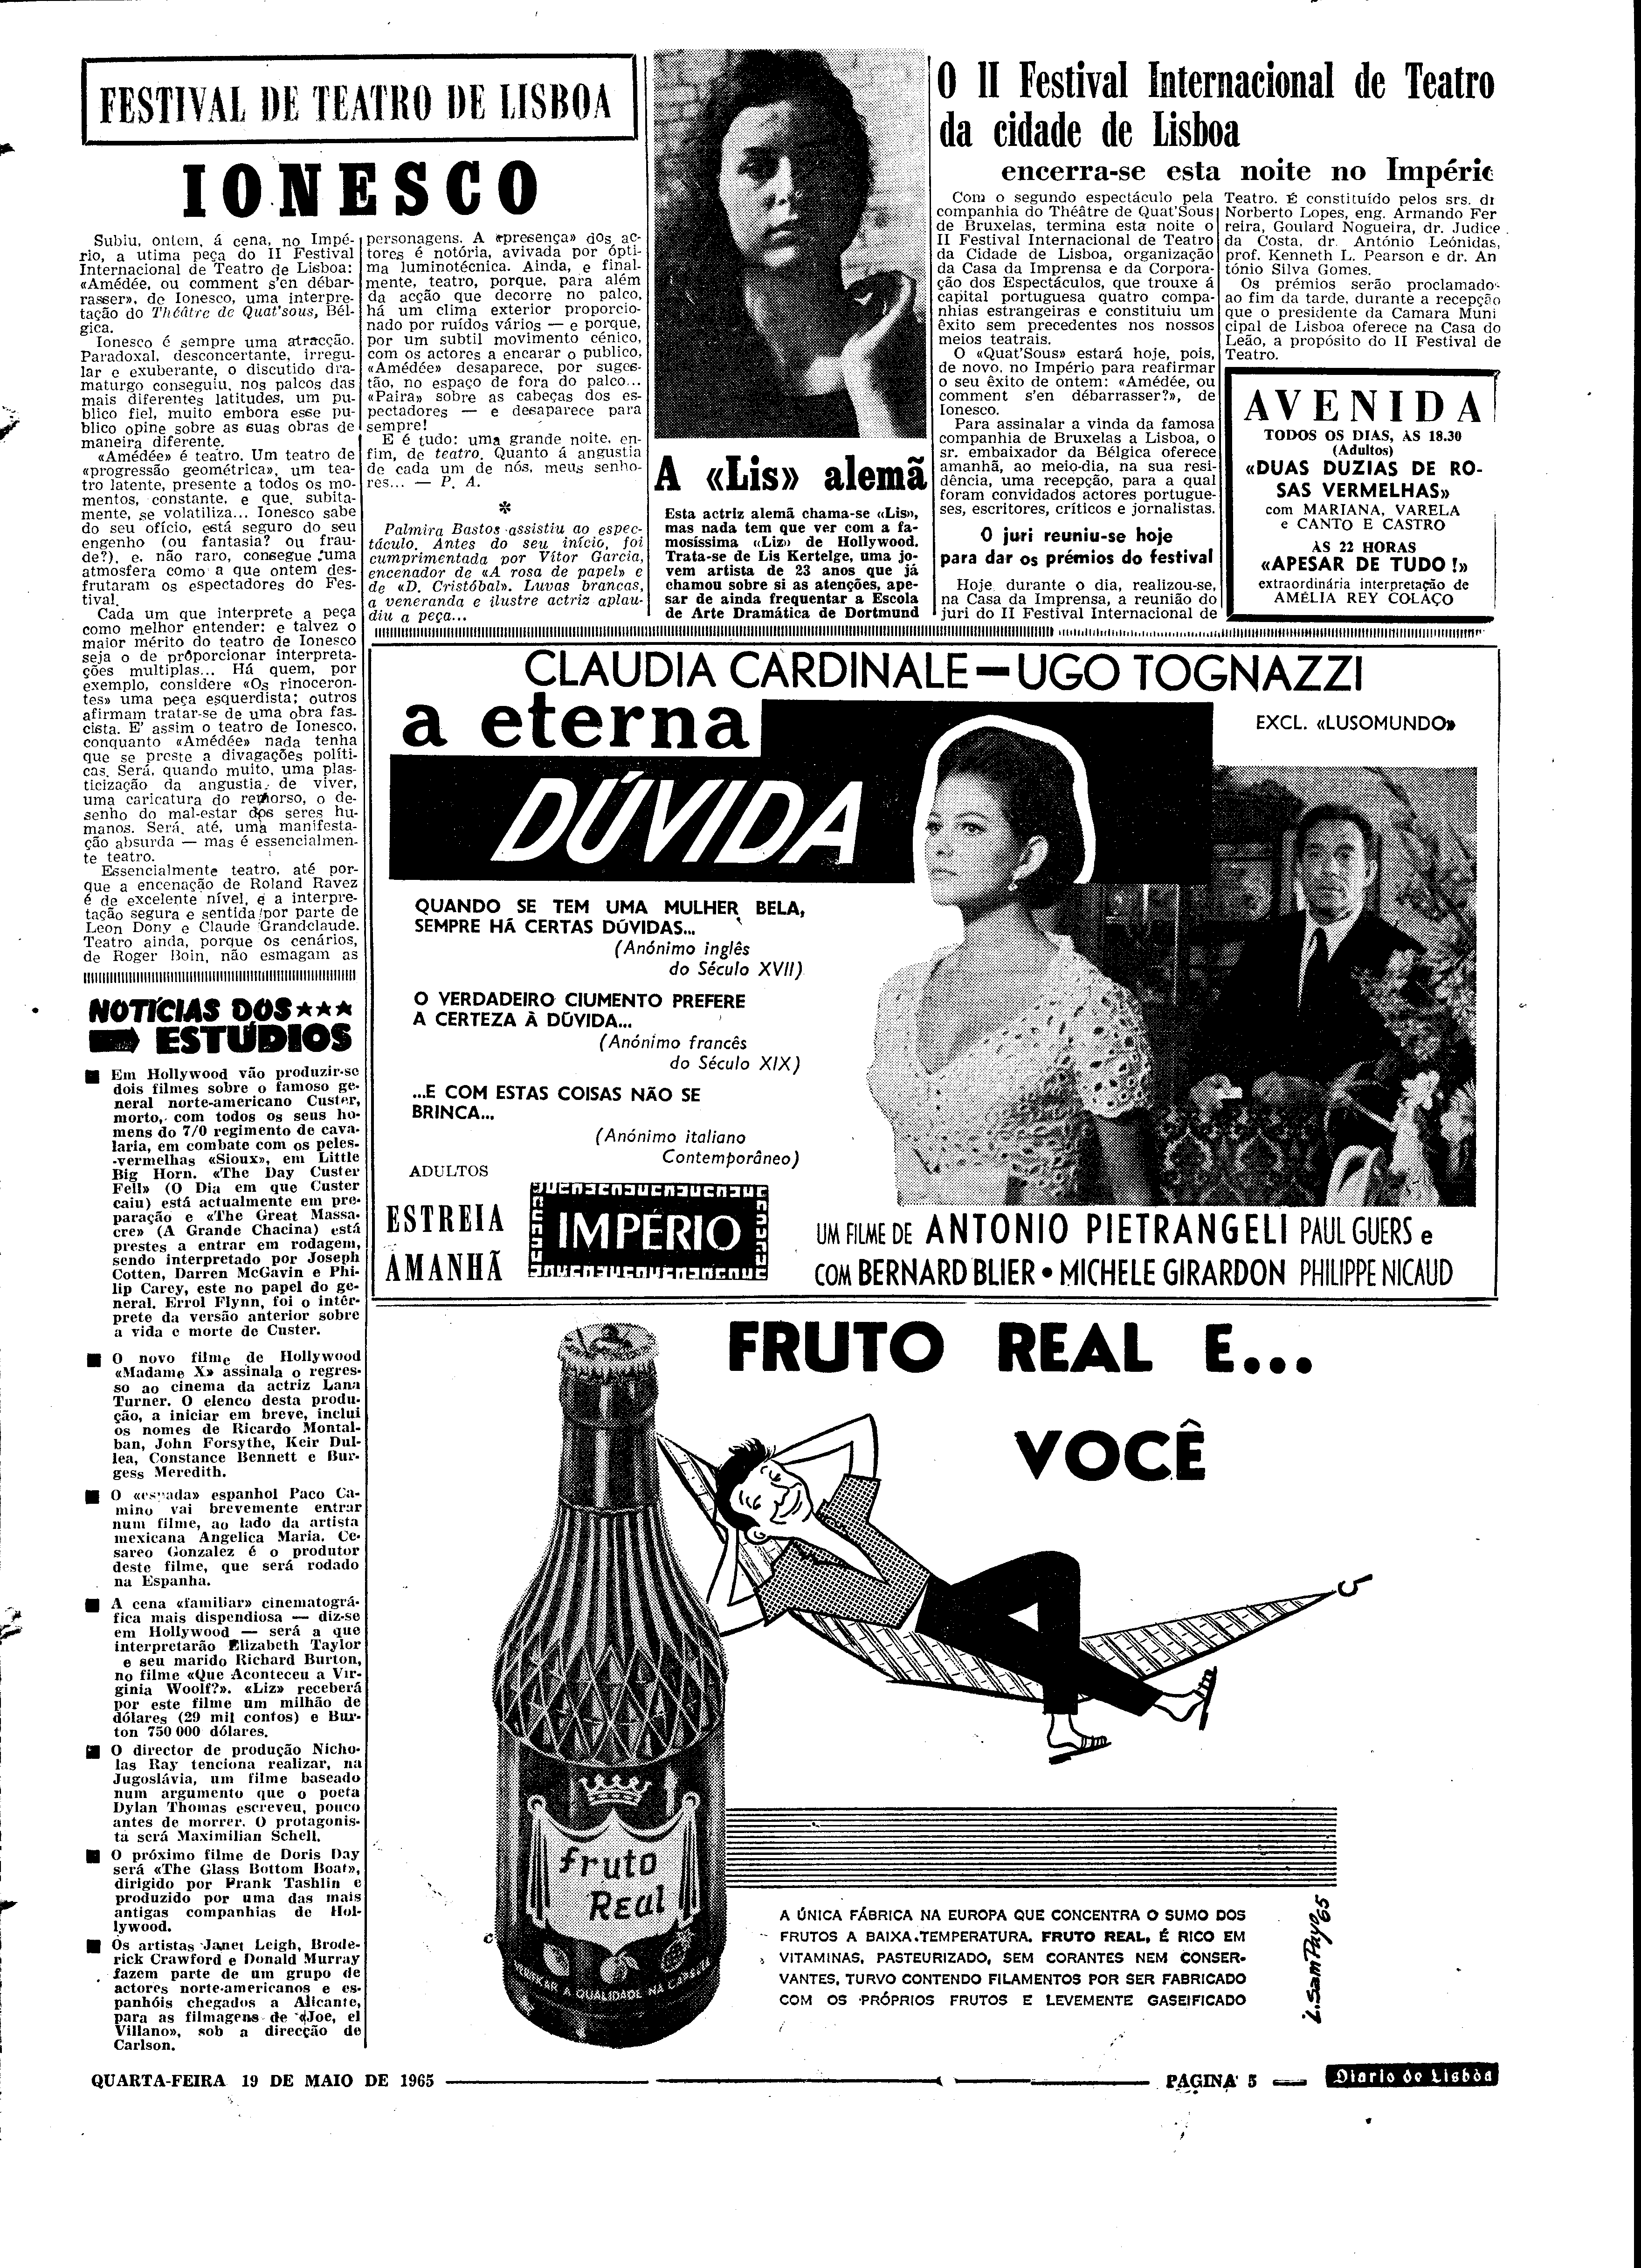 FESTIVAL DE TEATRO DE LISBOA
IONESCO
Subiu, ontem, á cena, no Impé-
rio, a utima peça do II Festival
Internacional de Teatro de Lisboa:
«Amédée, ou comment s'en débar-
rasser», de Ionesco, uma interpre-
tação do Théâtre de Quat'sous, Bél-
gica.
Ionesco é sempre uma atracção.
Paradoxal, desconcertante, irregu-
lar e exuberante, o discutido dra-
maturgo conseguiu, nos palcos das
mais diferentes latitudes, um pu-
blico fiel, muito embora esse pu-
blico opine sobre as suas obras de
maneira diferente.
«Amédée» é teatro. Um teatro de
«progressão geométrica», um tea-
tro latente, presente a todos os mo-
mentos, constante, e que, subita-
mente, se volatiliza... Ionesco sabe
do seu ofício, está seguro do seu
engenho (ou fantasia? ou frau-
de?), e, não raro, consegue uma
atmosfera como a que ontem des-
frutaram os espectadores do Fes-
tival.
Cada um que interprete a peça
como melhor entender: e talvez o
maior mérito do teatro de Ionesco
seja o de proporcionar interpreta-
ções multiplas... Há quem, por
exemplo, considere «Os rinoceron-
tes» uma peça esquerdista; outros
afirmam tratar-se de uma obra fas-
cista. E' assim o teatro de Ionesco,
conquanto «Amédée» nada tenha
que se preste a divagações políti-
cas. Será, quando muito, uma plas-
ticização da angustia de viver,
uma caricatura do remorso, o de-
senho do mal-estar dos seres hu-
manos. Será, até, uma manifesta-
ção absurda — mas é essencialmen-
te teatro.
Essencialmente teatro, até por-
que a encenação de Roland Ravez
é de excelente nível, e a interpre-
tação segura e sentida por parte de
Leon Dony e Claude Grandclaude.
Teatro ainda, porque os cenários,
de Roger Boin, não esmagam as
personagens. A «presença» dos ac-
tores é notória, avivada por ópti-
ma luminotécnica. Ainda, e final-
mente, teatro, porque, para além
da acção que decorre no palco,
há um clima exterior proporcio-
nado por ruídos vários — e porque,
por um subtil movimento cénico,
com os actores a encarar o publico,
«Amédée» desaparece, por suges-
tão, no espaço de fora do palco...
«Paira» sobre as cabeças dos es-
pectadores — e desaparece para
sempre!
E é tudo: uma grande noite, en-
fim, de teatro. Quanto á angustia
de cada um de nós, meus senho-
res... — P. A.
*
Palmira Bastos assistiu ao espec-
táculo. Antes do seu início, foi
cumprimentada por Vítor Garcia,
encenador de «A rosa de papel» e
de «D. Cristóbal». Luvas brancas,
a veneranda e ilustre actriz aplau-
diu a peça...
A «Lis» alemã
Esta actriz alemã chama-se «Lis»,
mas nada tem que ver com a fa-
mosíssima «Liz» de Hollywood.
Trata-se de Lis Kertelge, uma jo-
vem artista de 23 anos que já
chamou sobre si as atenções, ape-
sar de ainda frequentar a Escola
de Arte Dramática de Dortmund
O II Festival Internacional de Teatro
da cidade de Lisboa
encerra-se esta noite no Império
Com o segundo espectáculo pela
companhia do Théâtre de Quat'Sous
de Bruxelas, termina esta noite o
II Festival Internacional de Teatro
da Cidade de Lisboa, organização
da Casa da Imprensa e da Corpora-
ção dos Espectáculos, que trouxe á
capital portuguesa quatro compa-
nhias estrangeiras e constituiu um
êxito sem precedentes nos nossos
meios teatrais.
O «Quat'Sous» estará hoje, pois,
de novo, no Império para reafirmar
o seu êxito de ontem: «Amédée, ou
comment s'en débarrasser?», de
Ionesco.
Para assinalar a vinda da famosa
companhia de Bruxelas a Lisboa, o
sr. embaixador da Bélgica oferece
amanhã, ao meio-dia, na sua resi-
dência, uma recepção, para a qual
foram convidados actores portugue-
ses, escritores, críticos e jornalistas.
O juri reuniu-se hoje
para dar os prémios do festival
Hoje, durante o dia, realizou-se,
na Casa da Imprensa, a reunião do
juri do II Festival Internacional de
Teatro. É constituído pelos srs. dr
Norberto Lopes, eng. Armando Fer
reira, Goulard Nogueira, dr. Judice
da Costa, dr. António Leónidas,
prof. Kenneth L. Pearson e dr. An
tónio Silva Gomes.
Os prémios serão proclamados
ao fim da tarde, durante a recepção
que o presidente da Camara Muni
cipal de Lisboa oferece na Casa do
Leão, a propósito do II Festival de
Teatro.
AVENIDA
TODOS OS DIAS, AS 18.30
(Adultos)
«DUAS DUZIAS DE RO-
SAS VERMELHAS»
com MARIANA, VARELA
e CANTO E CASTRO
ÀS 22 HORAS
«APESAR DE TUDO!»
extraordinária interpretação de
AMÉLIA REY COLAÇO
CLAUDIA CARDINALE — UGO TOGNAZZI
a eterna
EXCL. «LUSOMUNDO»
DÚVIDA
QUANDO SE TEM UMA MULHER BELA,
SEMPRE HÁ CERTAS DÚVIDAS...
(Anónimo inglês
do Século XVII)
O VERDADEIRO CIUMENTO PREFERE
A CERTEZA À DÚVIDA...
(Anónimo francês
do Século XIX)
...E COM ESTAS COISAS NÃO SE
BRINCA...
(Anónimo italiano
Contemporâneo)
ADULTOS
ESTREIA
AMANHÃ
IMPÉRIO
UM FILME DE ANTONIO PIETRANGELI PAUL GUERS e
COM BERNARD BLIER • MICHELE GIRARDON PHILIPPE NICAUD
NOTÍCIAS DOS ★★★
ESTÚDIOS
Em Hollywood vão produzir-se
dois filmes sobre o famoso ge-
neral norte-americano Custer,
morto, com todos os seus ho-
mens do 7/0 regimento de cava-
laria, em combate com os peles-
-vermelhas «Sioux», em Little
Big Horn. «The Day Custer
Fell» (O Dia em que Custer
caiu) está actualmente em pre-
paração e «The Great Massa-
cre» (A Grande Chacina) está
prestes a entrar em rodagem,
sendo interpretado por Joseph
Cotten, Darren McGavin e Phi-
lip Carey, este no papel do ge-
neral. Errol Flynn, foi o intér-
prete da versão anterior sobre
a vida e morte de Custer.
O novo filme de Hollywood
«Madame X» assinala o regres-
so ao cinema da actriz Lana
Turner. O elenco desta produ-
ção, a iniciar em breve, inclui
os nomes de Ricardo Montal-
ban, John Forsythe, Keir Dul-
lea, Constance Bennett e Bur-
gess Meredith.
O «espada» espanhol Paco Ca-
mino vai brevemente entrar
num filme, ao lado da artista
mexicana Angelica Maria. Ce-
sareo Gonzalez é o produtor
deste filme, que será rodado
na Espanha.
A cena «familiar» cinematográ-
fica mais dispendiosa — diz-se
em Hollywood — será a que
interpretarão Elizabeth Taylor
e seu marido Richard Burton,
no filme «Que Aconteceu a Vir-
ginia Woolf?». «Liz» receberá
por este filme um milhão de
dólares (29 mil contos) e Bur-
ton 750 000 dólares.
O director de produção Nicho-
las Ray tenciona realizar, na
Jugoslávia, um filme baseado
num argumento que o poeta
Dylan Thomas escreveu, pouco
antes de morrer. O protagonis-
ta será Maximilian Schell.
O próximo filme de Doris Day
será «The Glass Bottom Boat»,
dirigido por Frank Tashlin e
produzido por uma das mais
antigas companhias de Hol-
lywood.
Os artistas Janet Leigh, Brode-
rick Crawford e Donald Murray
fazem parte de um grupo de
actores norte-americanos e es-
panhóis chegados a Alicante,
para as filmagens de «Joe, el
Villano», sob a direcção de
Carlson.
FRUTO REAL E...
VOCÊ
fruto
REAL
VERIFICAR A QUALIDADE NA CAPSULA
A ÚNICA FÁBRICA NA EUROPA QUE CONCENTRA O SUMO DOS
FRUTOS A BAIXA TEMPERATURA. FRUTO REAL, É RICO EM
VITAMINAS, PASTEURIZADO, SEM CORANTES NEM CONSER-
VANTES, TURVO CONTENDO FILAMENTOS POR SER FABRICADO
COM OS PRÓPRIOS FRUTOS E LEVEMENTE GASEIFICADO
L. Sampayo 65
QUARTA-FEIRA 19 DE MAIO DE 1965
PAGINA 5
Diario de Lisbôa